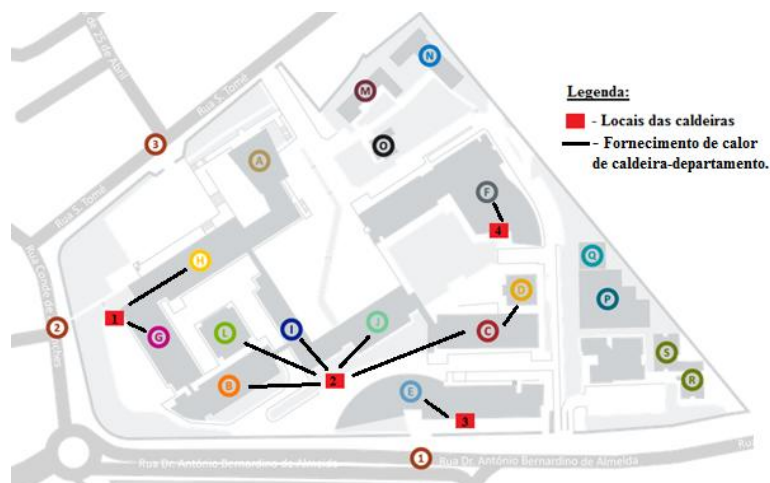 de 25 de Abril
Rua S. Tomé
N
M
Legenda:
- Locais das caldeiras
- Fornecimento de calor
de caldeira-departamento.
3
O
A
Rua S. Tomé
F
4
H
Q
D
P
Rua Conde de
1
2
G
L
I
J
C
S
B
2
E
R
3
1
Rua Dr. António Bernardino de Almeida
Rua Dr. António Bernardino de Almeida
Rua